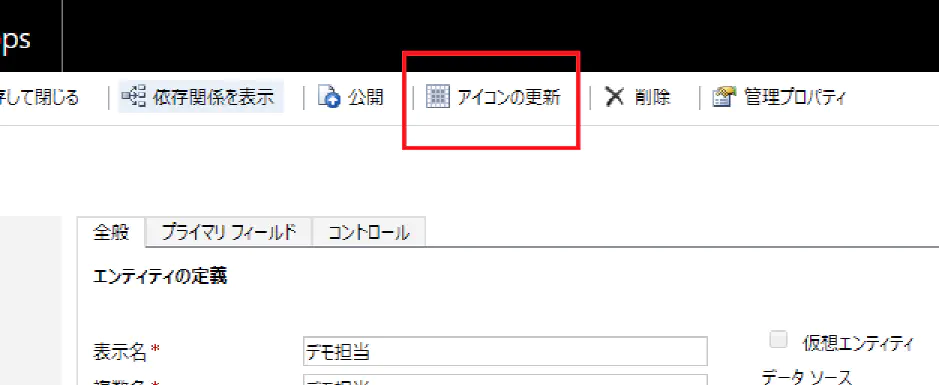 ps
存して閉じる 依存関係を表示 公開 アイコンの更新 削除 管理プロパティ
全般 プライマリ フィールド コントロール
エンティティの定義
表示名* デモ担当 仮想エンティティ
複数名* デモ担当 データ ソース